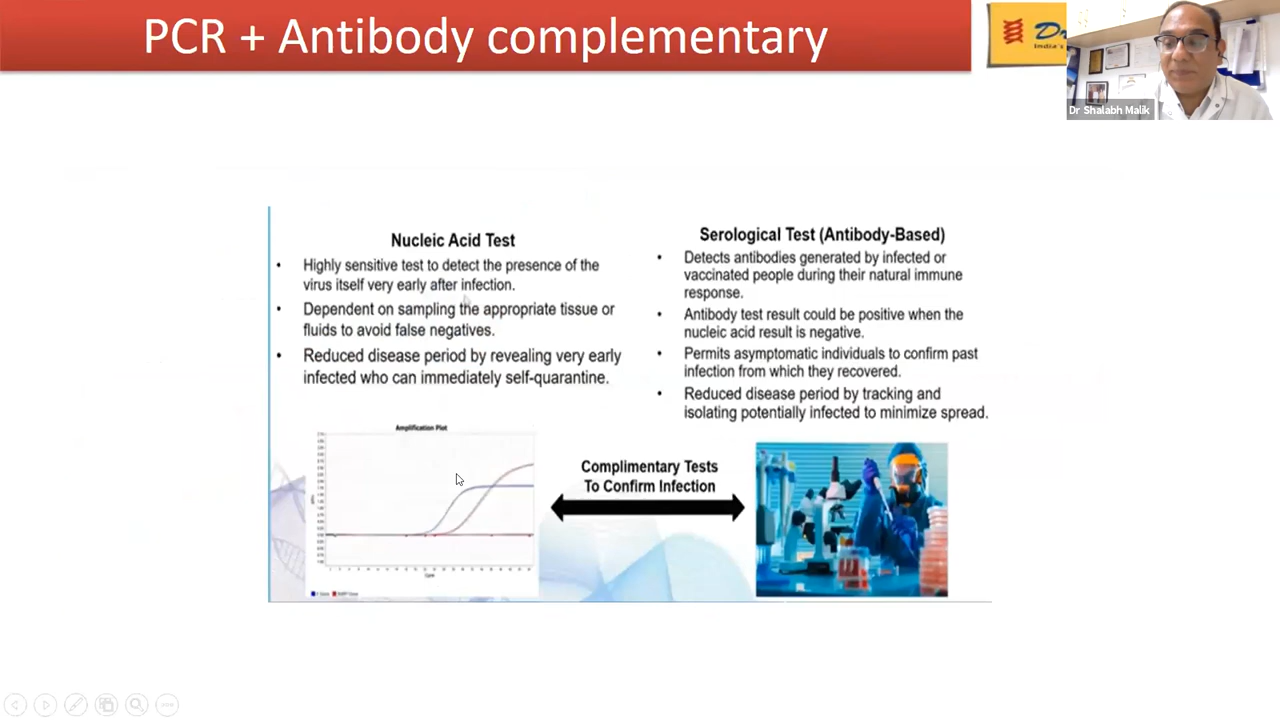 PCR + Antibody complementary
Dr
India's
Dr Shalabh Malik
Nucleic Acid Test
• Highly sensitive test to detect the presence of the
virus itself very early after infection.
• Dependent on sampling the appropriate tissue or
fluids to avoid false negatives.
• Reduced disease period by revealing very early
infected who can immediately self-quarantine.
Serological Test (Antibody-Based)
• Detects antibodies generated by infected or
vaccinated people during their natural immune
response.
• Antibody test result could be positive when the
nucleic acid result is negative.
• Permits asymptomatic individuals to confirm past
infection from which they recovered.
• Reduced disease period by tracking and
isolating potentially infected to minimize spread.
Amplification Plot
Cycle
Complimentary Tests
To Confirm Infection